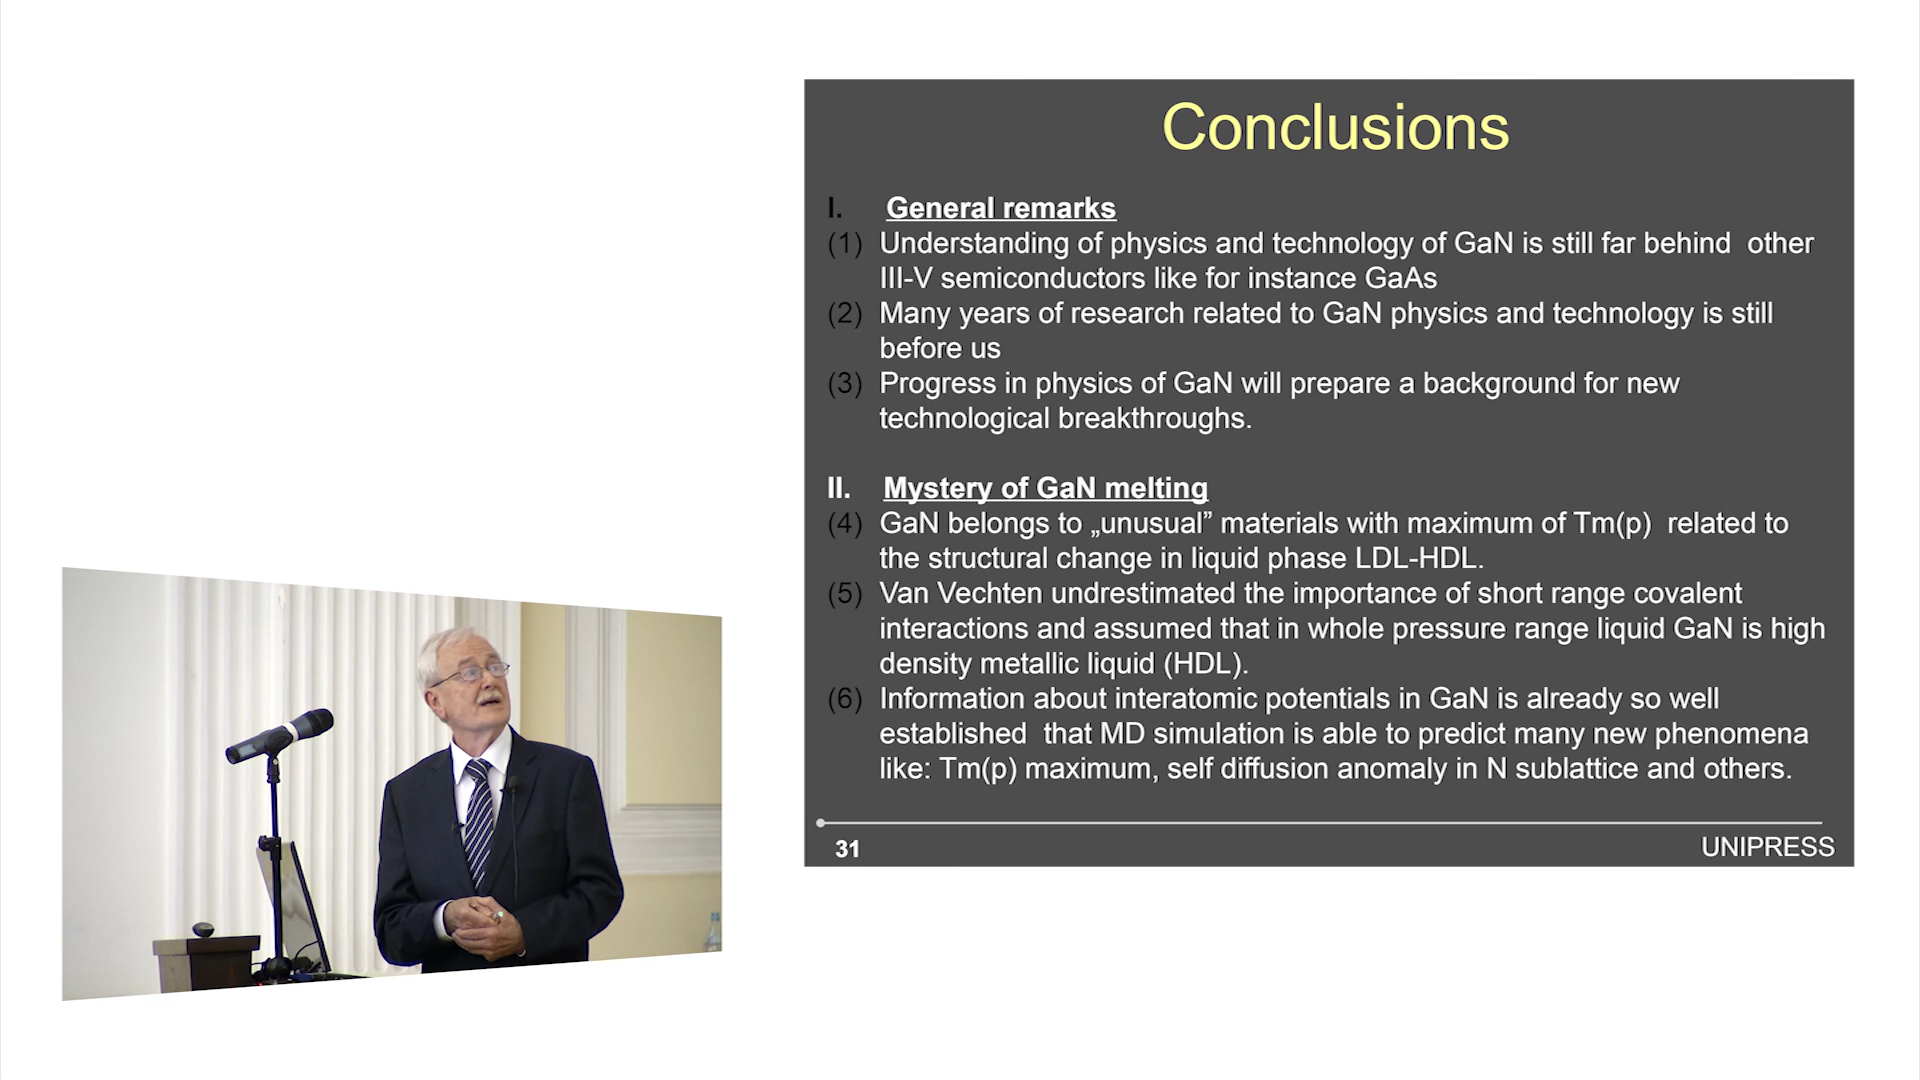 Conclusions
I. General remarks
(1) Understanding of physics and technology of GaN is still far behind other
III-V semiconductors like for instance GaAs
(2) Many years of research related to GaN physics and technology is still
before us
(3) Progress in physics of GaN will prepare a background for new
technological breakthroughs.
II. Mystery of GaN melting
(4) GaN belongs to „unusual” materials with maximum of Tm(p) related to
the structural change in liquid phase LDL-HDL.
(5) Van Vechten undrestimated the importance of short range covalent
interactions and assumed that in whole pressure range liquid GaN is high
density metallic liquid (HDL).
(6) Information about interatomic potentials in GaN is already so well
established that MD simulation is able to predict many new phenomena
like: Tm(p) maximum, self diffusion anomaly in N sublattice and others.
31
UNIPRESS